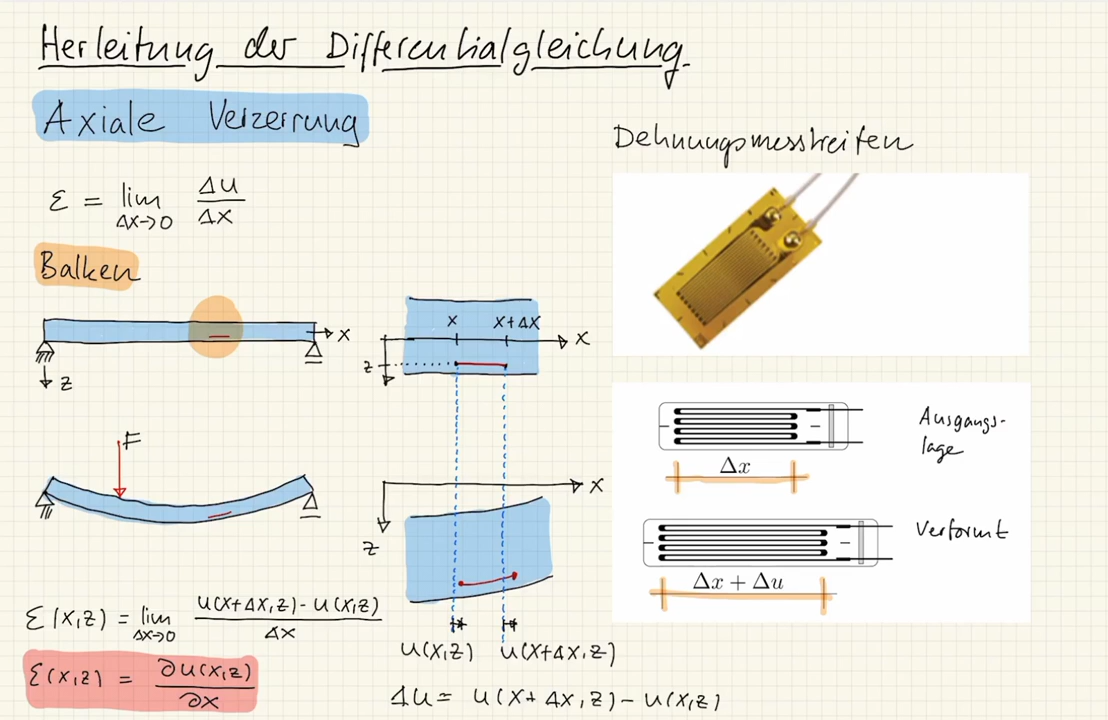 Herleitung der Differentialgleichung.
Axiale Verzerrung
ε = lim Δx→0 Δu/Δx
Balken
x
z
F
ε(x,z) = lim Δx→0 (u(x+Δx,z) - u(x,z))/Δx
ε(x,z) = ∂u(x,z)/∂x
x x+Δx
x
z
x
z
u(x,z) u(x+Δx,z)
Δu = u(x+Δx,z) - u(x,z)
Dehnungsmesstreifen
Δx
Ausgangs-
lage
Δx + Δu
Verformt